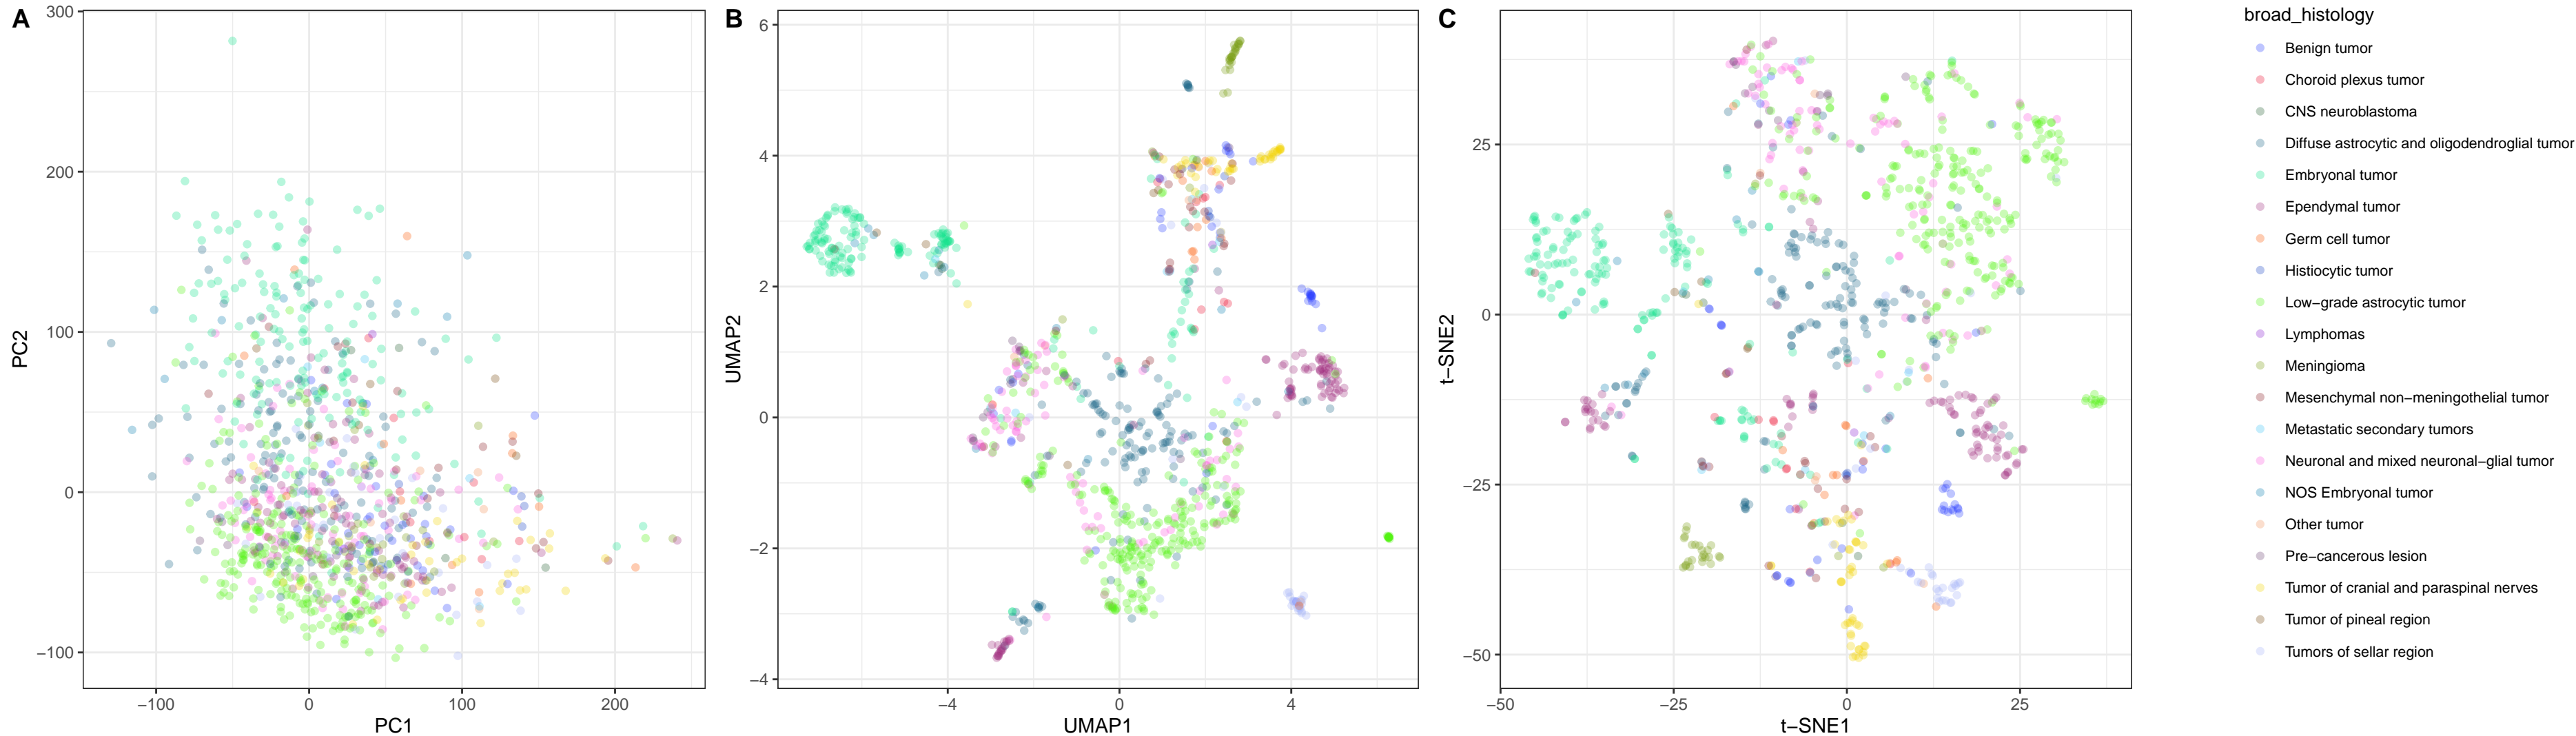 A
300
200
100
0
−100
PC2
−100
0
100
200
PC1
B
6
4
2
0
−2
−4
UMAP2
−4
0
4
UMAP1
C
25
0
−25
−50
t−SNE2
−50
−25
0
25
t−SNE1
broad_histology
Benign tumor
Choroid plexus tumor
CNS neuroblastoma
Diffuse astrocytic and oligodendroglial tumor
Embryonal tumor
Ependymal tumor
Germ cell tumor
Histiocytic tumor
Low−grade astrocytic tumor
Lymphomas
Meningioma
Mesenchymal non−meningothelial tumor
Metastatic secondary tumors
Neuronal and mixed neuronal−glial tumor
NOS Embryonal tumor
Other tumor
Pre−cancerous lesion
Tumor of cranial and paraspinal nerves
Tumor of pineal region
Tumors of sellar region